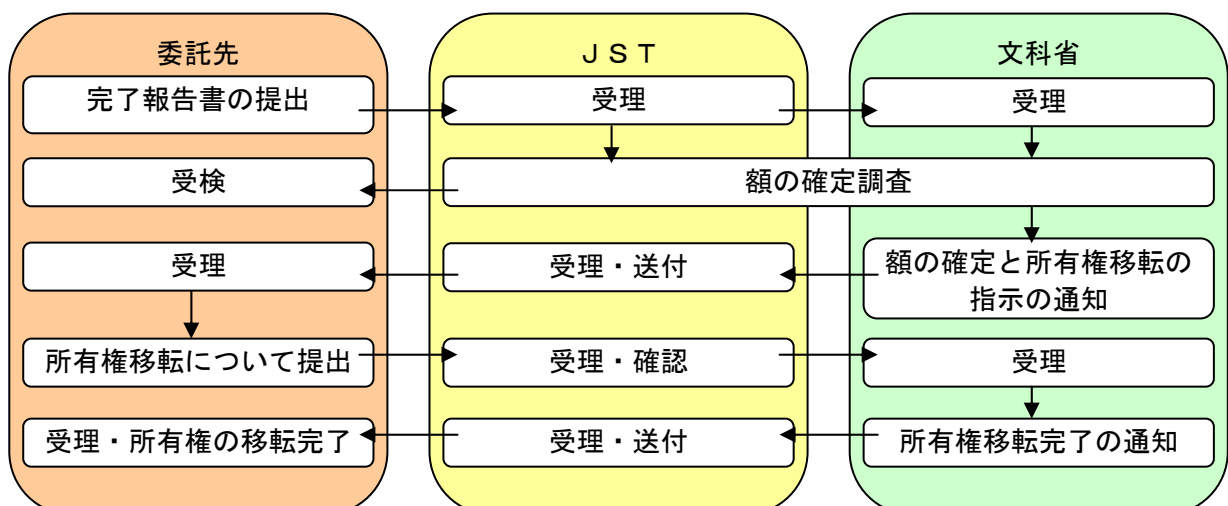 委託先
ＪＳＴ
文科省
完了報告書の提出
受理
受理
受検
額の確定調査
受理
受理・送付
額の確定と所有権移転の
指示の通知
所有権移転について提出
受理・確認
受理
受理・所有権の移転完了
受理・送付
所有権移転完了の通知